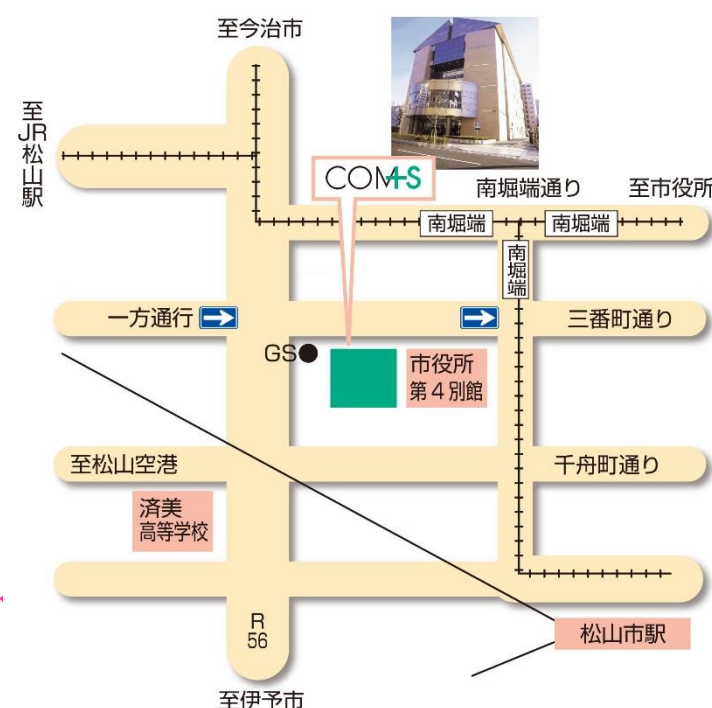 至今治市
至JR松山駅
COMS
南堀端通り
至市役所
南堀端
南堀端
南堀端
一方通行
三番町通り
GS
市役所
第4別館
至松山空港
千舟町通り
済美
高等学校
R
56
松山市駅
至伊予市